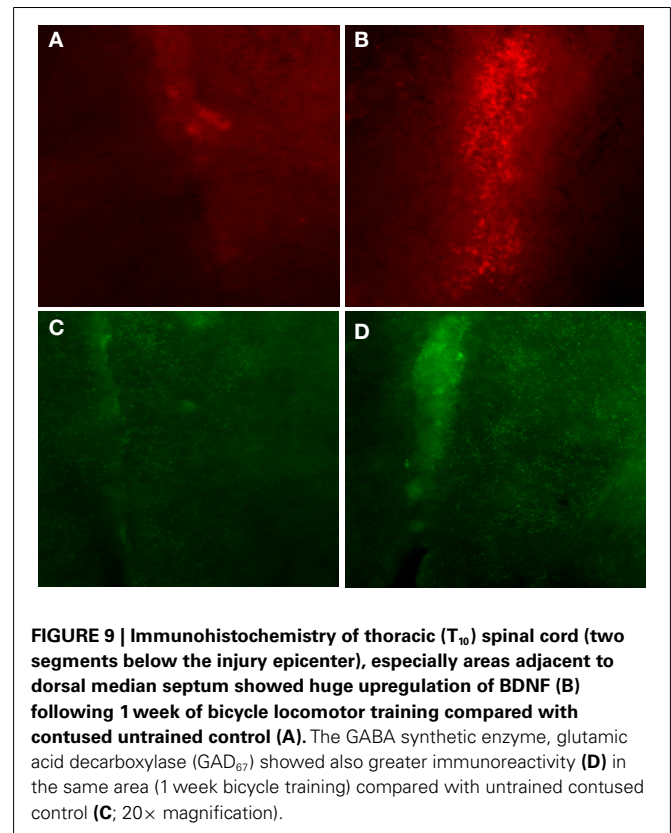 A
B
C
D
FIGURE 9 | Immunohistochemistry of thoracic (T₁₀) spinal cord (two
segments below the injury epicenter), especially areas adjacent to
dorsal median septum showed huge upregulation of BDNF (B)
following 1 week of bicycle locomotor training compared with
contused untrained control (A). The GABA synthetic enzyme, glutamic
acid decarboxylase (GAD₆₇) showed also greater immunoreactivity (D) in
the same area (1 week bicycle training) compared with untrained contused
control (C; 20× magnification).